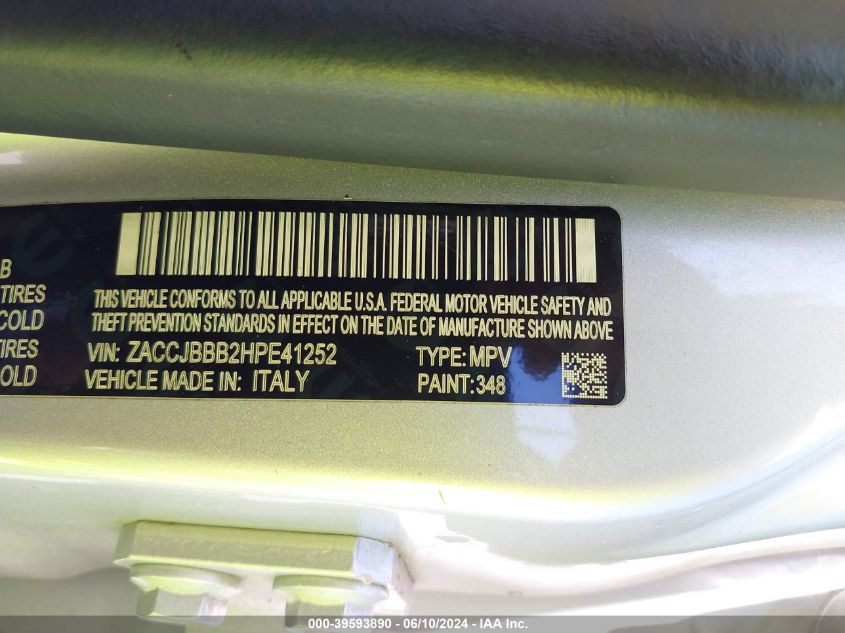 B
TIRES
COLD
TIRES
OLD
THIS VEHICLE CONFORMS TO ALL APPLICABLE U.S.A. FEDERAL MOTOR VEHICLE SAFETY AND
THEFT PREVENTION STANDARDS IN EFFECT ON THE DATE OF MANUFACTURE SHOWN ABOVE
VIN: ZACCJBBB2HPE41252 TYPE: MPV
VEHICLE MADE IN: ITALY PAINT: 348
000-39593890 - 06/10/2024 - IAA Inc.